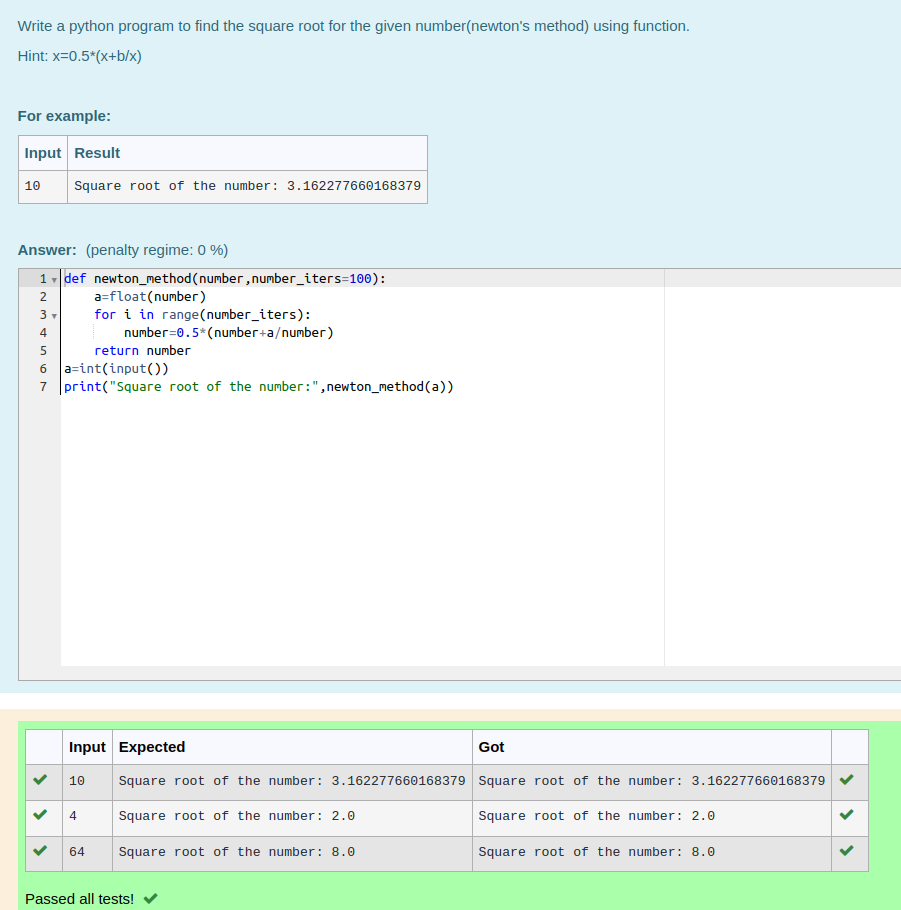 Write a python program to find the square root for the given number(newton's method) using function.
Hint: x=0.5*(x+b/x)
For example:
Input Result
10 Square root of the number: 3.162277660168379
Answer: (penalty regime: 0 %)
1 def newton_method(number,number_iters=100):
2     a=float(number)
3     for i in range(number_iters):
4         number=0.5*(number+a/number)
5     return number
6 a=int(input())
7 print("Square root of the number:",newton_method(a))
Input Expected Got
10 Square root of the number: 3.162277660168379 Square root of the number: 3.162277660168379
4 Square root of the number: 2.0 Square root of the number: 2.0
64 Square root of the number: 8.0 Square root of the number: 8.0
Passed all tests!